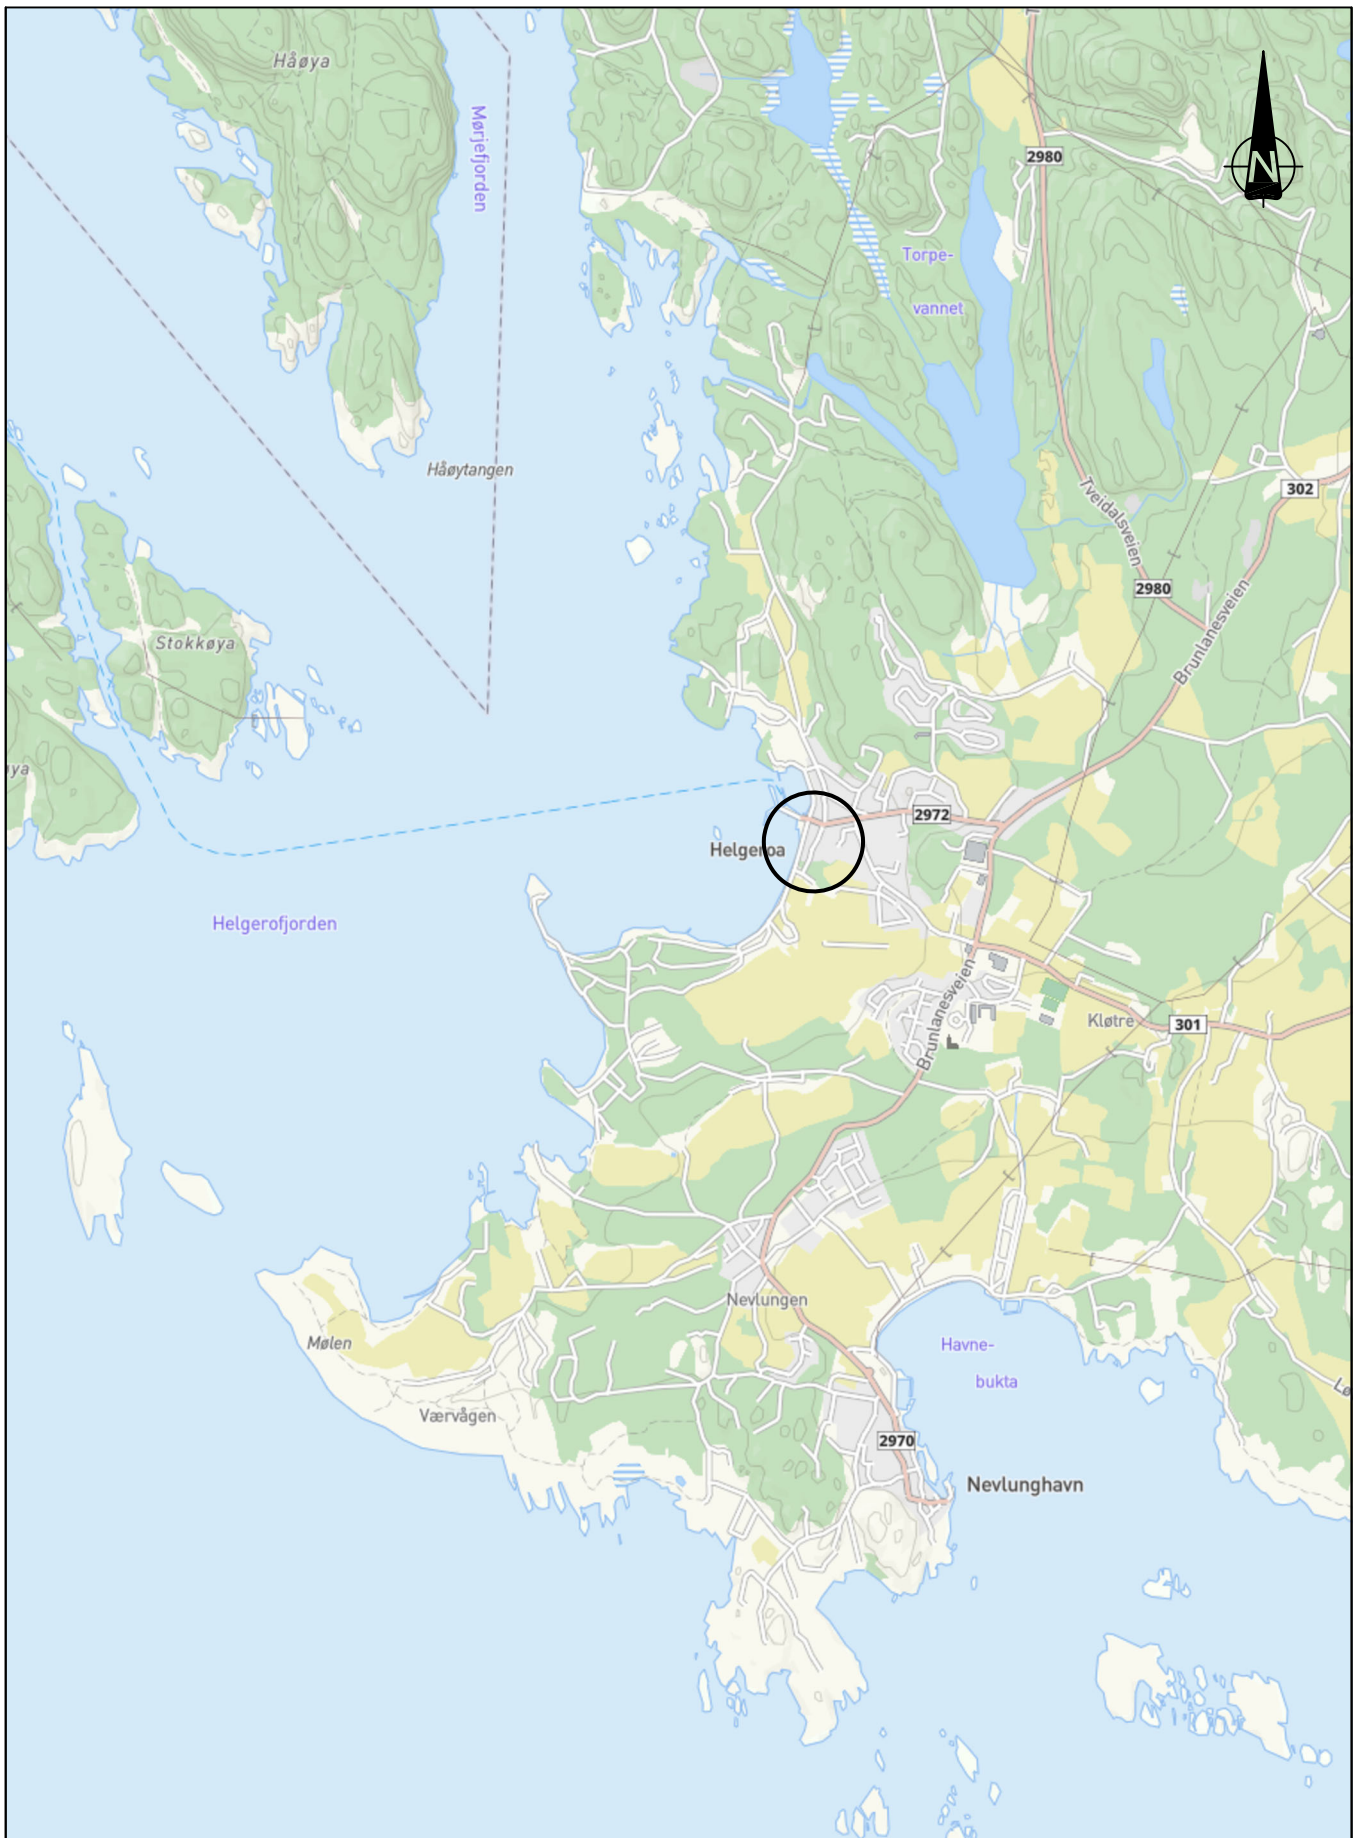 Håøya
Mørjefjorden
2980
N
Torpe-
vannet
Håøytangen
302
Tveidalsveien
2980
Brunlanesveien
Stokkøya
øya
2972
Helgeroa
Helgerofjorden
Brunlanesveien
Kløtre
301
Nevlungen
Mølen
Havne-
bukta
Værvågen
2970
Nevlunghavn